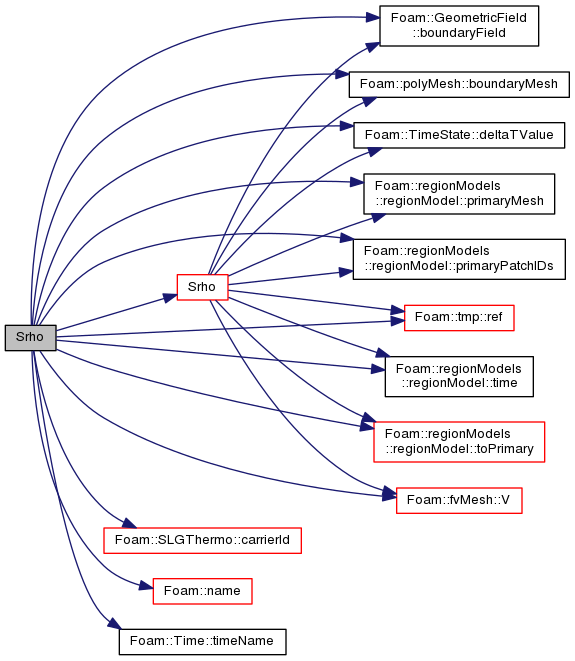 Foam::GeometricField
::boundaryField
Foam::polyMesh::boundaryMesh
Foam::TimeState::deltaTValue
Foam::regionModels
::regionModel::primaryMesh
Foam::regionModels
::regionModel::primaryPatchIDs
Srho
Foam::tmp::ref
Srho
Foam::regionModels
::regionModel::time
Foam::regionModels
::regionModel::toPrimary
Foam::fvMesh::V
Foam::SLGThermo::carrierId
Foam::name
Foam::Time::timeName